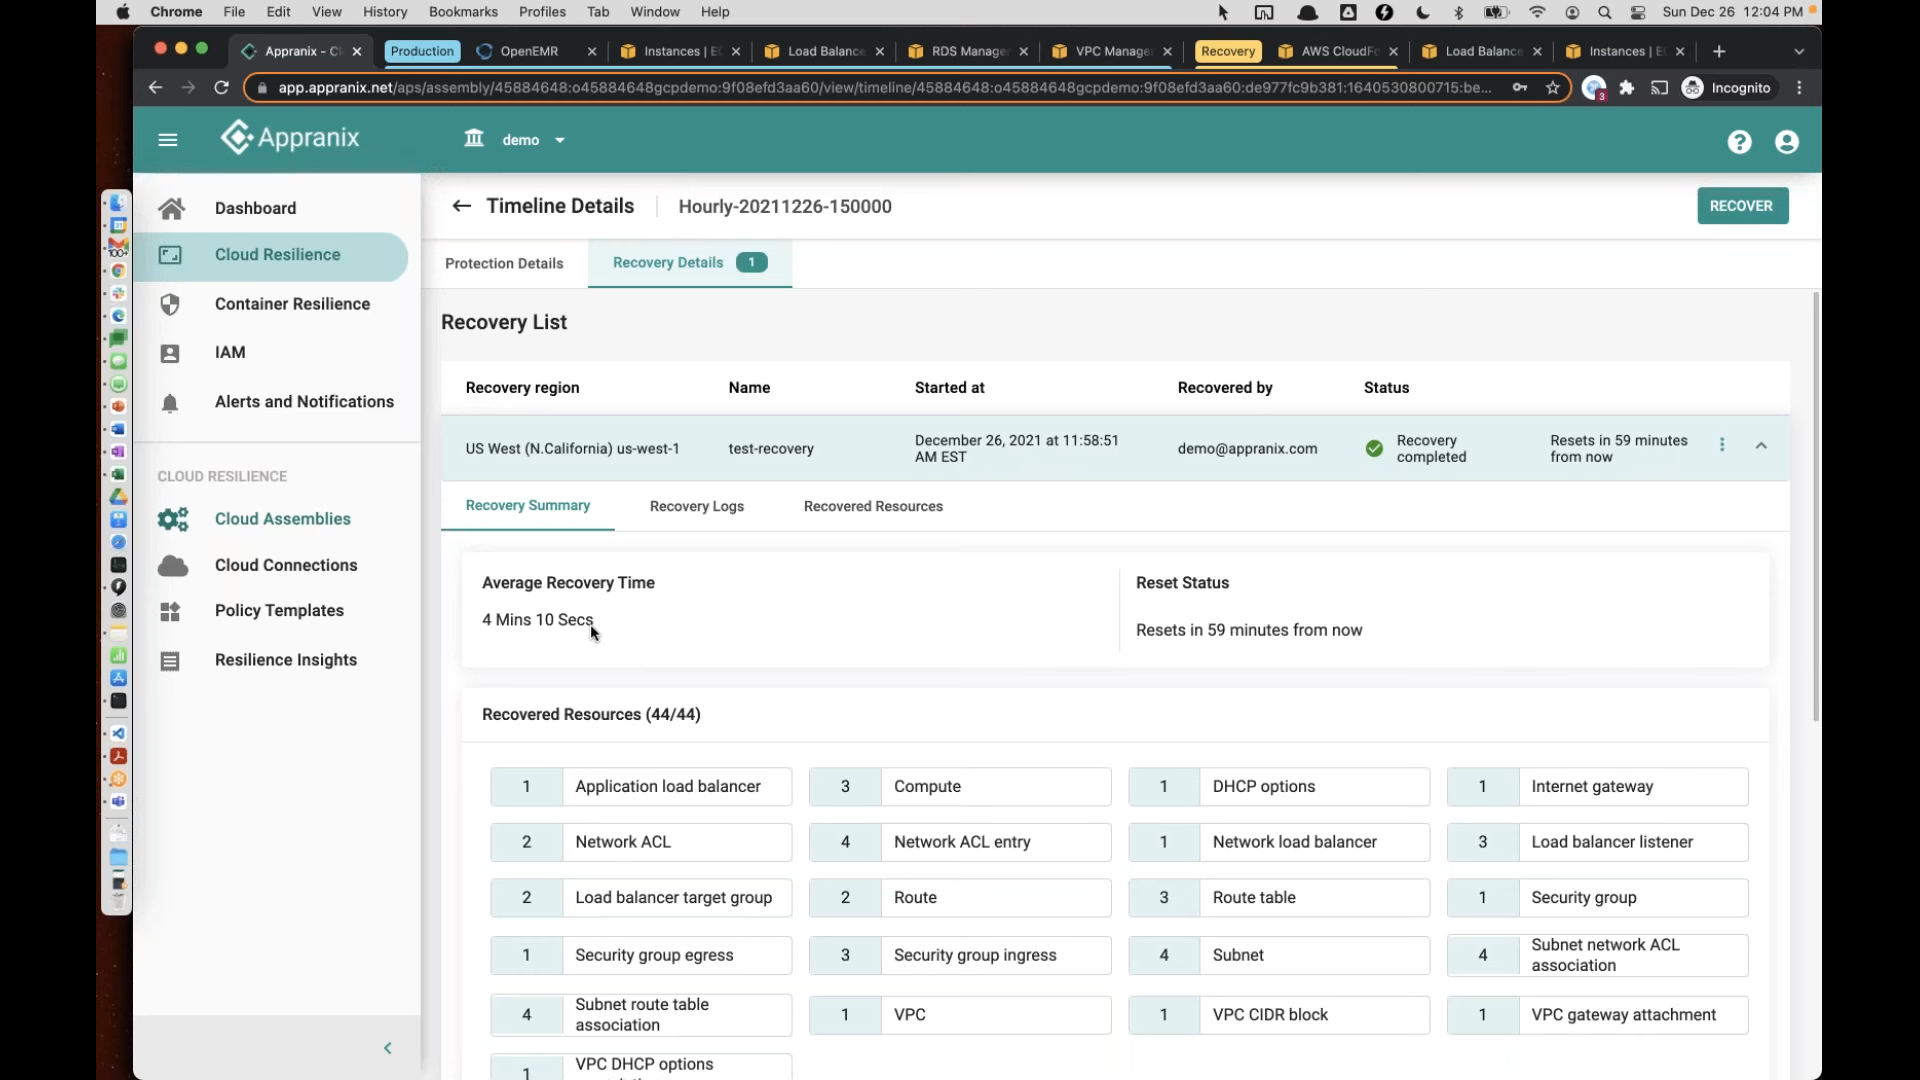 Chrome File Edit View History Bookmarks Profiles Tab Window Help Sun Dec 26 12:04 PM
Appranix - C Production OpenEMR Instances | E Load Balance RDS Manager VPC Manage Recovery AWS CloudFo Load Balance Instances | E
app.appranix.net/aps/assembly/45884648:o45884648gcpdemo:9f08efd3aa60/view/timeline/45884648:o45884648gcpdemo:9f08efd3aa60:de977fc9b381:1640530800715:be... 3 Incognito
Appranix demo
Dashboard
Cloud Resilience
Container Resilience
IAM
Alerts and Notifications
CLOUD RESILIENCE
Cloud Assemblies
Cloud Connections
Policy Templates
Resilience Insights
Timeline Details Hourly-20211226-150000 RECOVER
Protection Details Recovery Details 1
Recovery List
Recovery region Name Started at Recovered by Status
US West (N.California) us-west-1 test-recovery December 26, 2021 at 11:58:51 AM EST demo@appranix.com Recovery completed Resets in 59 minutes from now
Recovery Summary Recovery Logs Recovered Resources
Average Recovery Time Reset Status
4 Mins 10 Secs Resets in 59 minutes from now
Recovered Resources (44/44)
1 Application load balancer 3 Compute 1 DHCP options 1 Internet gateway
2 Network ACL 4 Network ACL entry 1 Network load balancer 3 Load balancer listener
2 Load balancer target group 2 Route 3 Route table 1 Security group
1 Security group egress 3 Security group ingress 4 Subnet 4 Subnet network ACL association
4 Subnet route table association 1 VPC 1 VPC CIDR block 1 VPC gateway attachment
1 VPC DHCP options